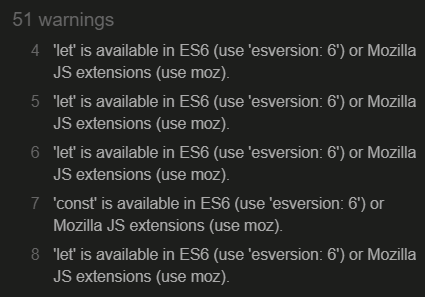 51 warnings
4 'let' is available in ES6 (use 'esversion: 6') or Mozilla
JS extensions (use moz).
5 'let' is available in ES6 (use 'esversion: 6') or Mozilla
JS extensions (use moz).
6 'let' is available in ES6 (use 'esversion: 6') or Mozilla
JS extensions (use moz).
7 'const' is available in ES6 (use 'esversion: 6') or
Mozilla JS extensions (use moz).
8 'let' is available in ES6 (use 'esversion: 6') or Mozilla
JS extensions (use moz).